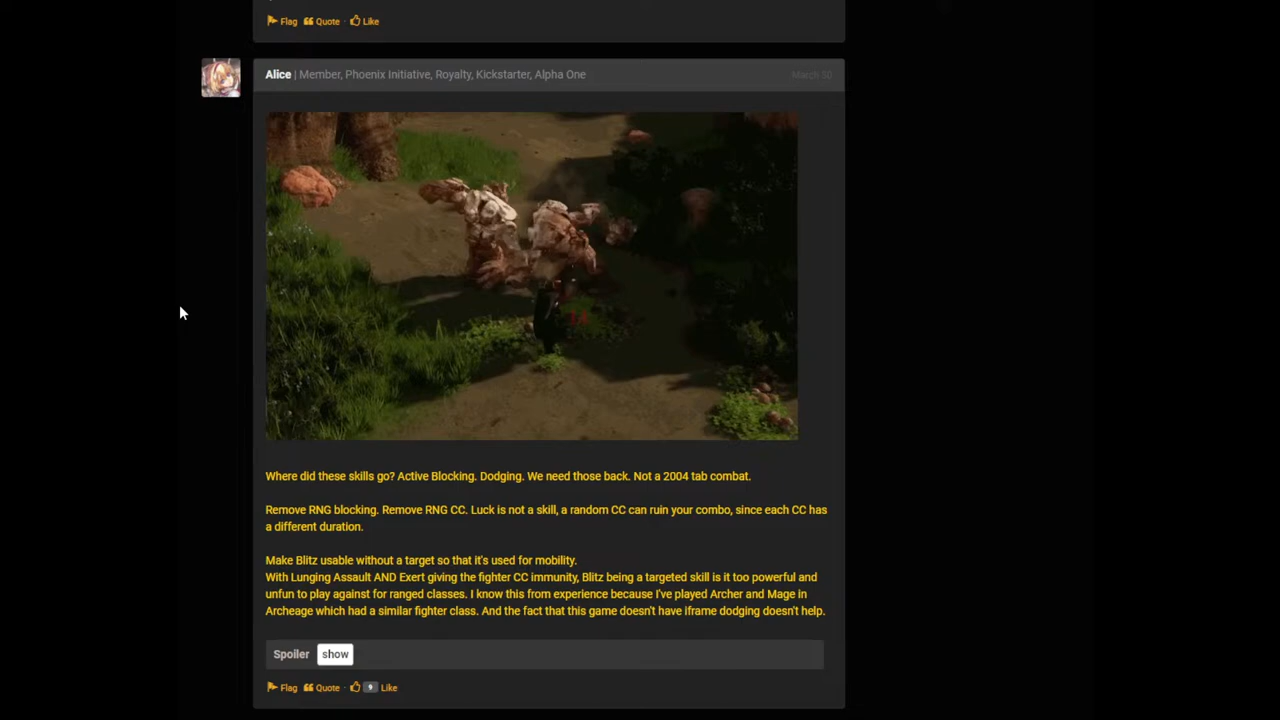 Flag Quote · Like
Alice | Member, Phoenix Initiative, Royalty, Kickstarter, Alpha One March 30
Where did these skills go? Active Blocking. Dodging. We need those back. Not a 2004 tab combat.
Remove RNG blocking. Remove RNG CC. Luck is not a skill, a random CC can ruin your combo, since each CC has
a different duration.
Make Blitz usable without a target so that it's used for mobility.
With Lunging Assault AND Exert giving the fighter CC immunity, Blitz being a targeted skill is it too powerful and
unfun to play against for ranged classes. I know this from experience because I've played Archer and Mage in
Archeage which had a similar fighter class. And the fact that this game doesn't have iframe dodging doesn't help.
Spoiler show
Flag Quote · 9 Like